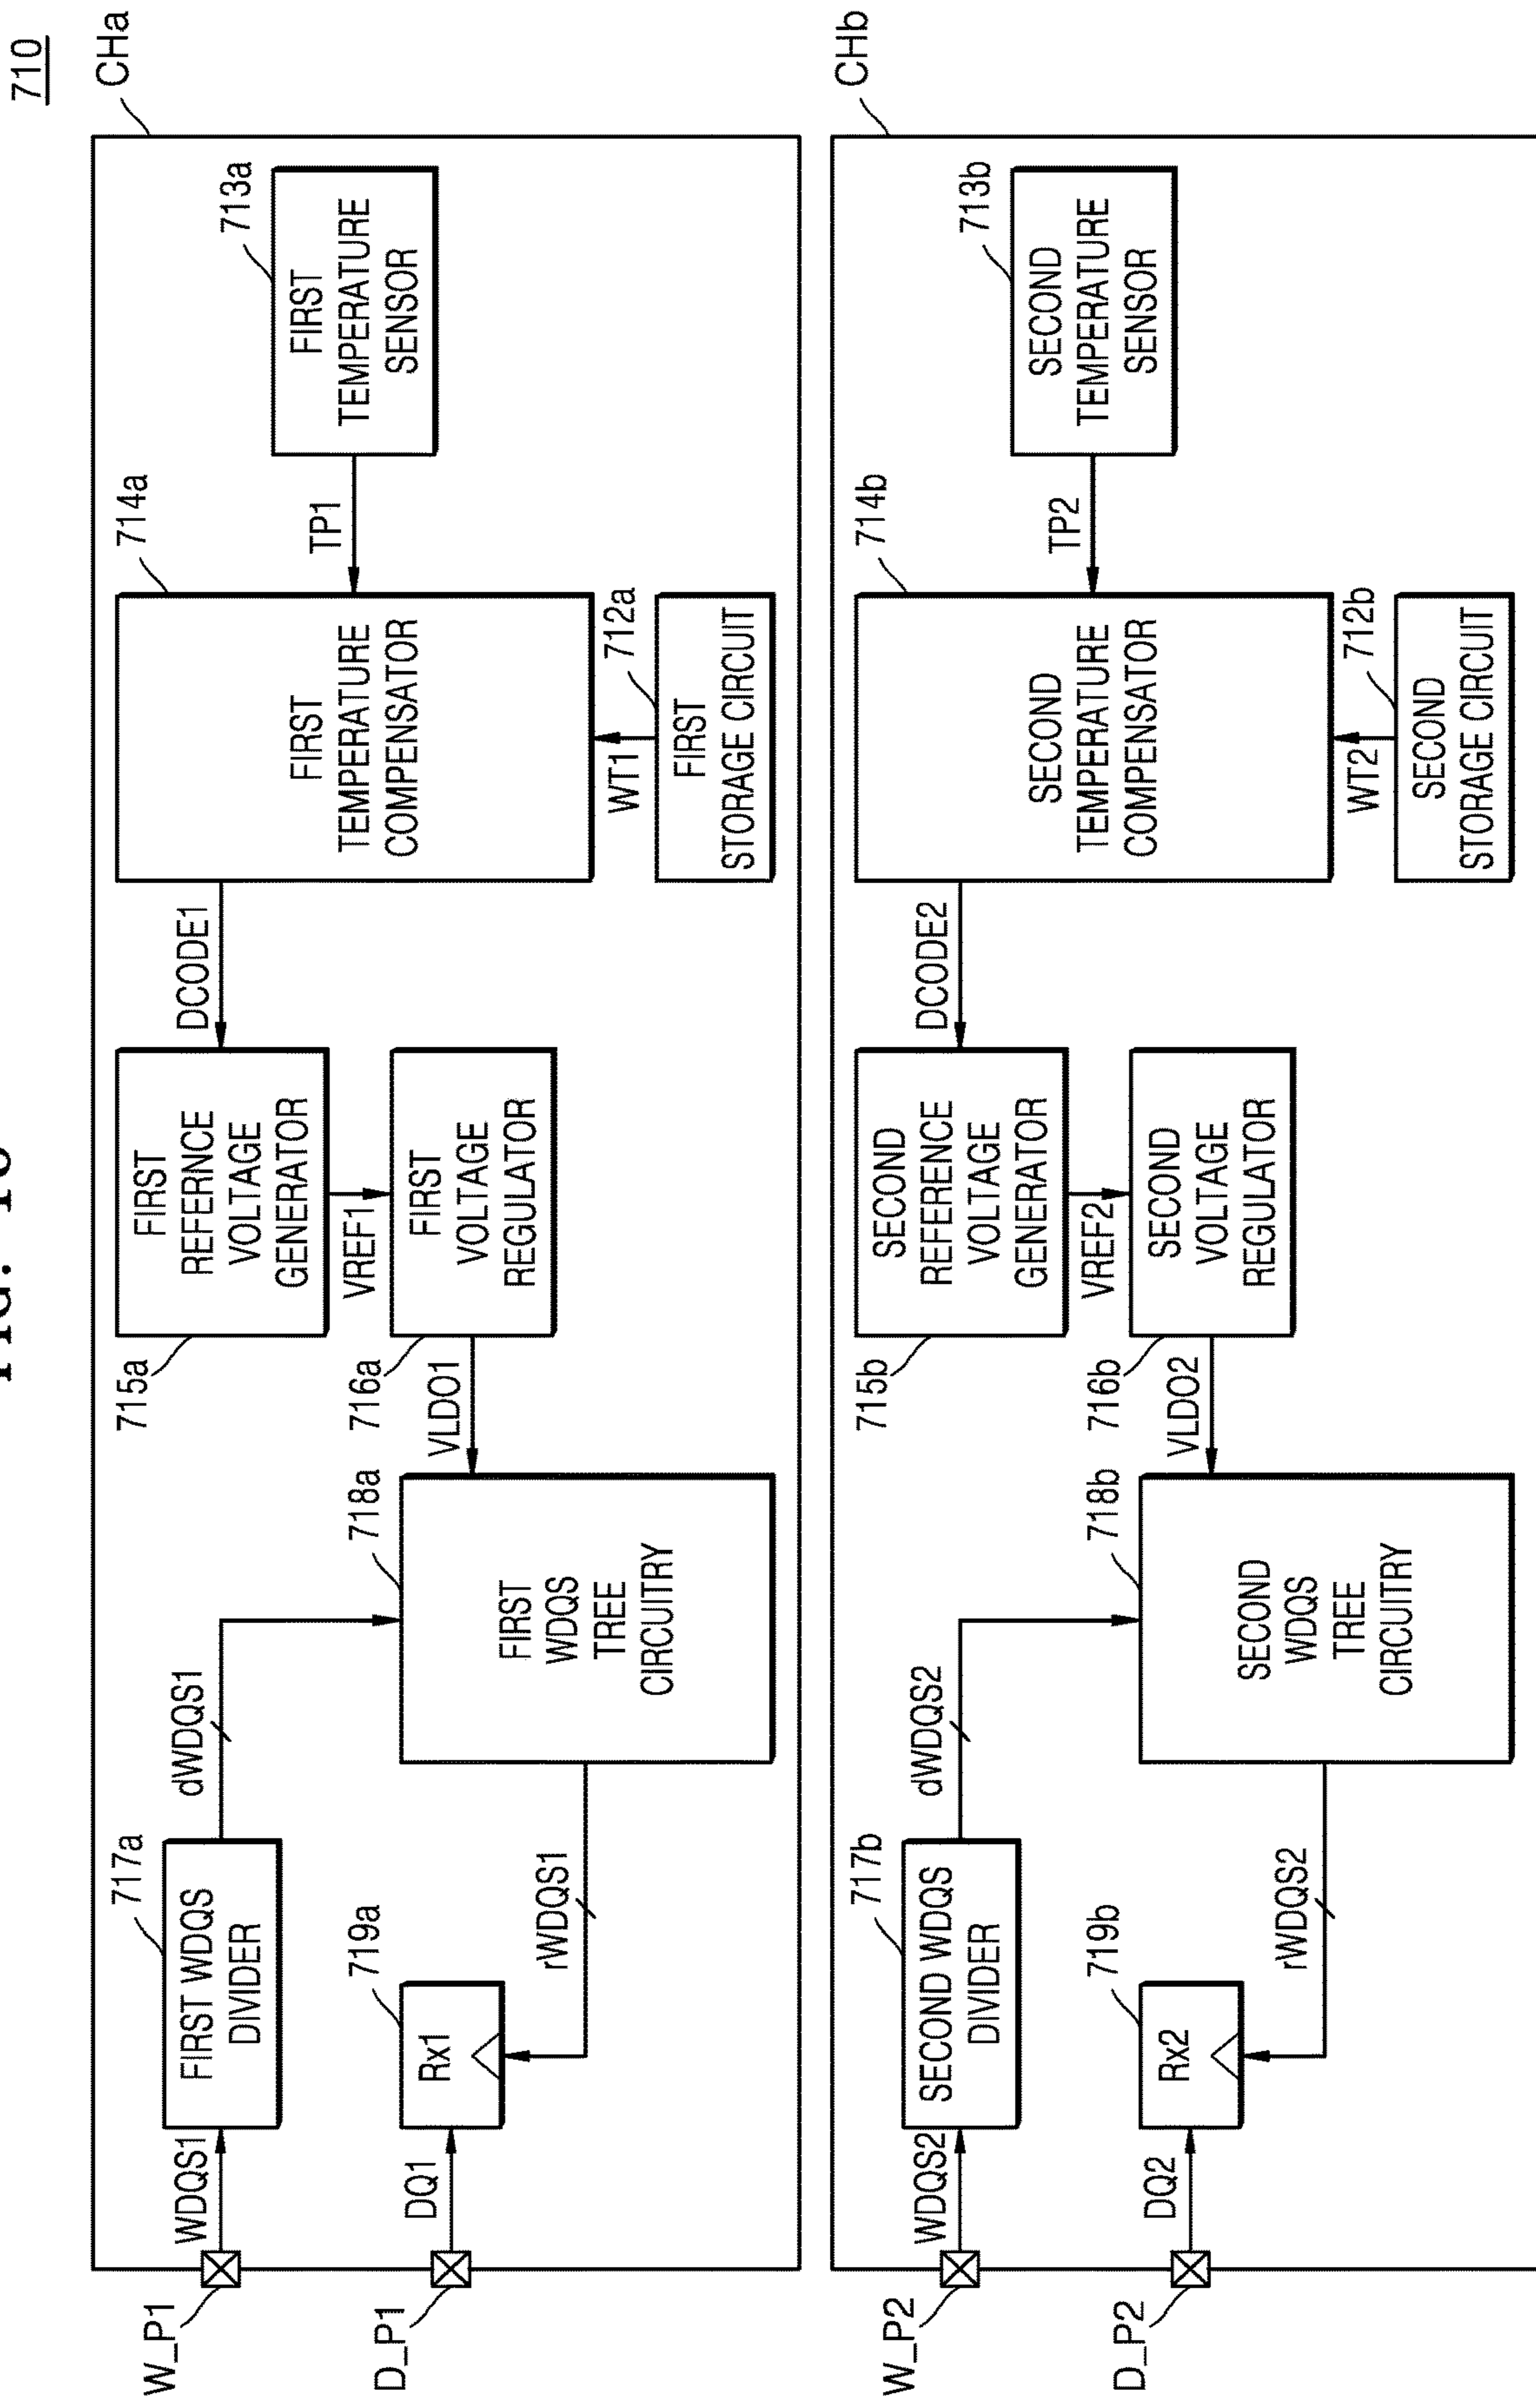 710
CHa
W_P1
WDQS1
717a
FIRST WDQS
DIVIDER
dWDQS1
D_P1
DQ1
719a
Rx1
rWDQS1
718a
FIRST
WDQS
TREE
CIRCUITRY
715a
FIRST
REFERINCE
VOLTAGE
GENERATOR
VREF1
716a
FIRST
VOLTAGE
REGULATOR
VLDO1
DCODE1
714a
FIRST
TEMPERATURE
COMPENSATOR
WT1
712a
FIRST
STORAGE CIRCUIT
TP1
713a
FIRST
TEMPERATURE
SENSOR
CHb
W_P2
WDQS2
717b
SECOND WDQS
DIVIDER
dWDQS2
D_P2
DQ2
719b
Rx2
rWDQS2
718b
SECOND
WDQS
TREE
CIRCUITRY
715b
SECOND
REFERENCE
VOLTAGE
GENERATOR
VREF2
716b
SECOND
VOLTAGE
REGULATOR
VLDO2
DCODE2
714b
SECOND
TEMPERATURE
COMPENSATOR
WT2
712b
SECOND
STORAGE CIRCUIT
TP2
713b
SECOND
TEMPERATURE
SENSOR